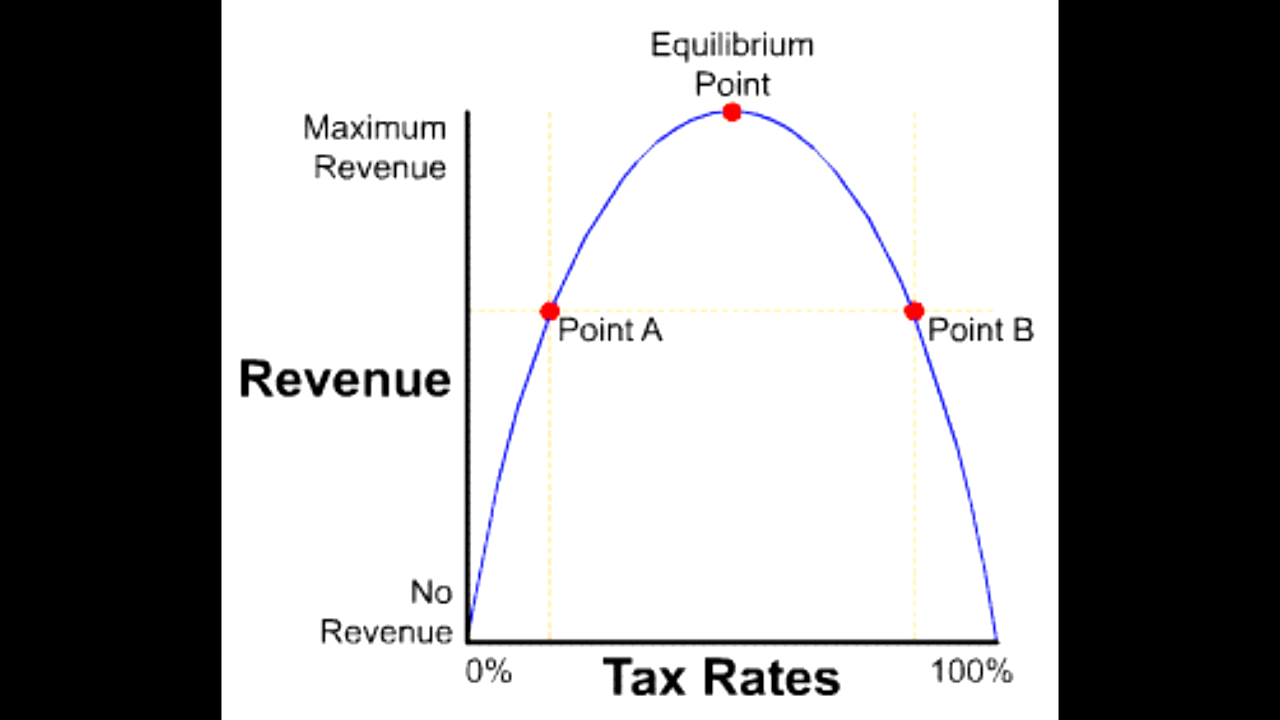 Equilibrium
Point
Maximum
Revenue
Point A
Point B
Revenue
No
Revenue
0%
Tax Rates
100%